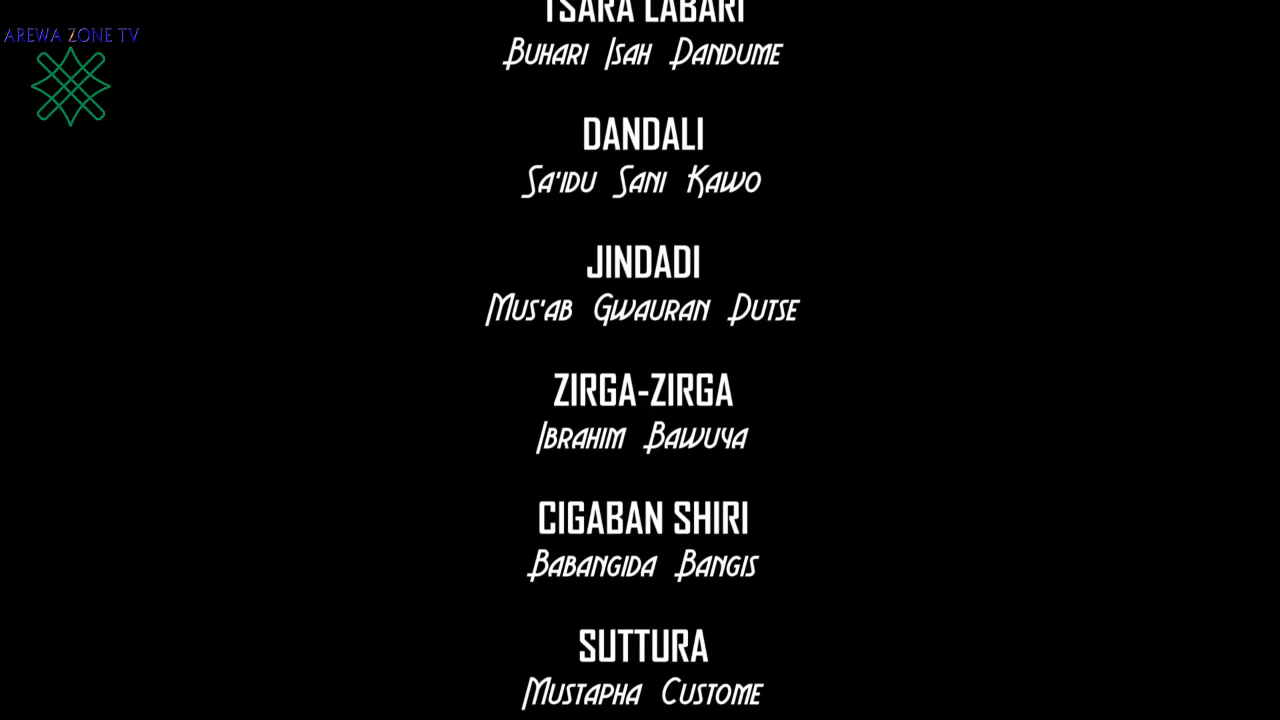 TSARA LABARI
BUHARI ISAH DANDUME
AREWA ZONE TV
DANDALI
SA'IDU SANI KAWO
JINDADI
MUS'AB GWAURAN DUTSE
ZIRGA-ZIRGA
IBRAHIM BAWUYA
CIGABAN SHIRI
BABANGIDA BANGIS
SUTTURA
MUSTAPHA CUSTOME